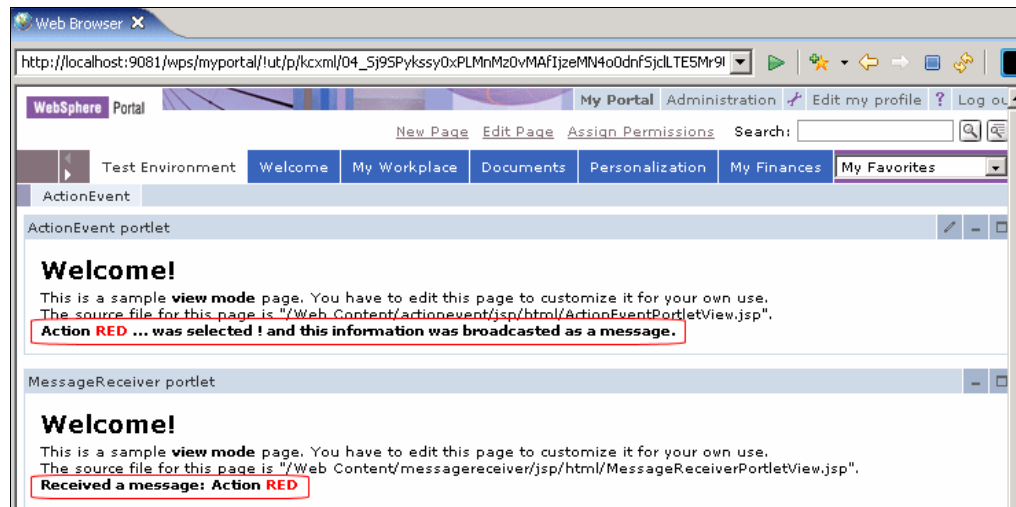 Web Browser
http://localhost:9081/wps/myportal/!ut/p/kcxml/04_Sj9SPykssy0xPLMnMz0vMAfIjzeMN4o0dnfSjclLTE5Mr9I
WebSphere Portal My Portal Administration Edit my profile ? Log ou
New Page Edit Page Assign Permissions Search:
Test Environment Welcome My Workplace Documents Personalization My Finances My Favorites
ActionEvent
ActionEvent portlet
Welcome!
This is a sample view mode page. You have to edit this page to customize it for your own use.
The source file for this page is "/Web Content/actionevent/jsp/html/ActionEventPortletView.jsp".
Action RED ... was selected ! and this information was broadcasted as a message.
MessageReceiver portlet
Welcome!
This is a sample view mode page. You have to edit this page to customize it for your own use.
The source file for this page is "/Web Content/messagereceiver/jsp/html/MessageReceiverPortletView.jsp".
Received a message: Action RED